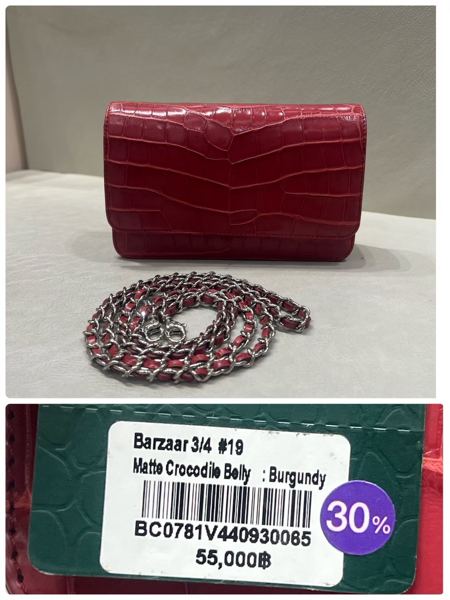 Barzaar 3/4 #19
Matte Crocodile Belly : Burgundy
BC0781V440930065
55,000฿
30%